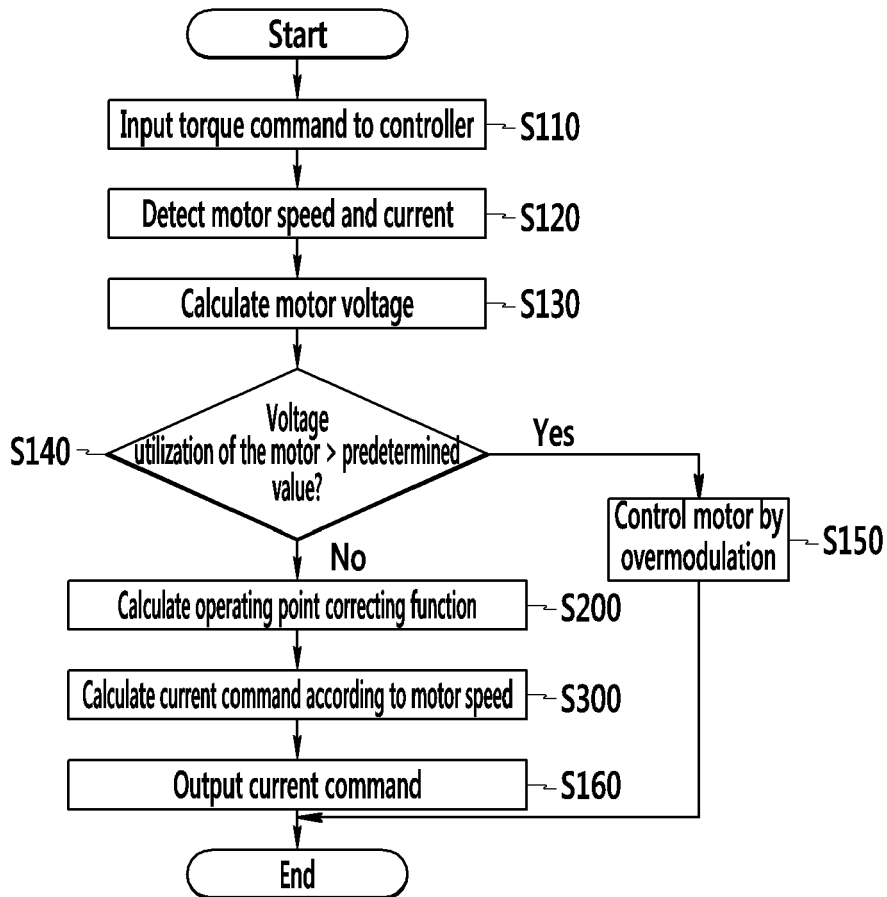 Start
Input torque command to controller
S110
Detect motor speed and current
S120
Calculate motor voltage
S130
Voltage
utilization of the motor > predetermined
value?
S140
Yes
Control motor by
overmodulation
S150
No
Calculate operating point correcting function
S200
Calculate current command according to motor speed
S300
Output current command
S160
End